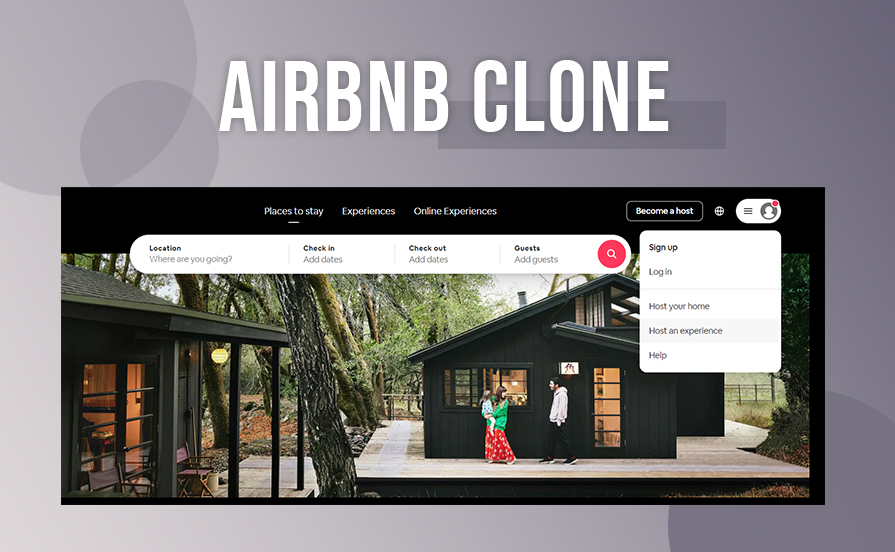 AIRBNB CLONE
Places to stay Experiences Online Experiences Become a host
Location Check in Check out Guests
Where are you going? Add dates Add dates Add guests
Sign up
Log in
Host your home
Host an experience
Help